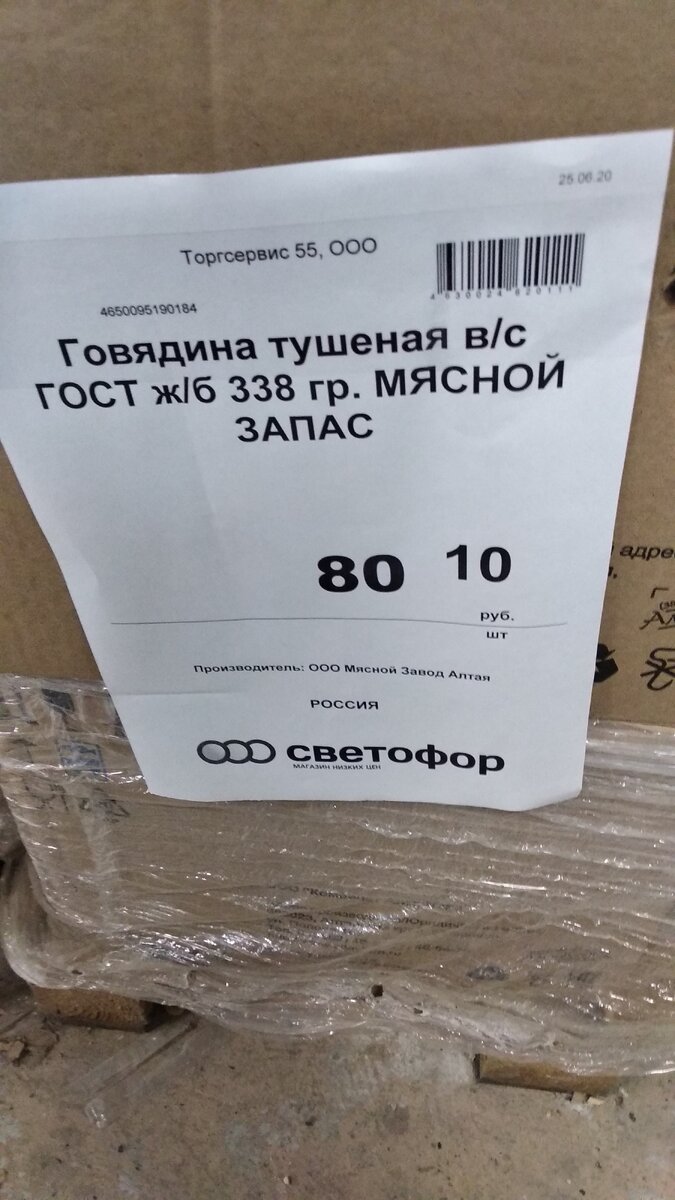 25.06.20
Торгсервис 55, ООО
4650095190184
Говядина тушеная в/с
ГОСТ ж/б 338 гр. МЯСНОЙ
ЗАПАС
80 10
руб.
шт
Производитель: ООО Мясной Завод Алтая
РОССИЯ
светофор
МАГАЗИН НИЗКИХ ЦЕН
адре